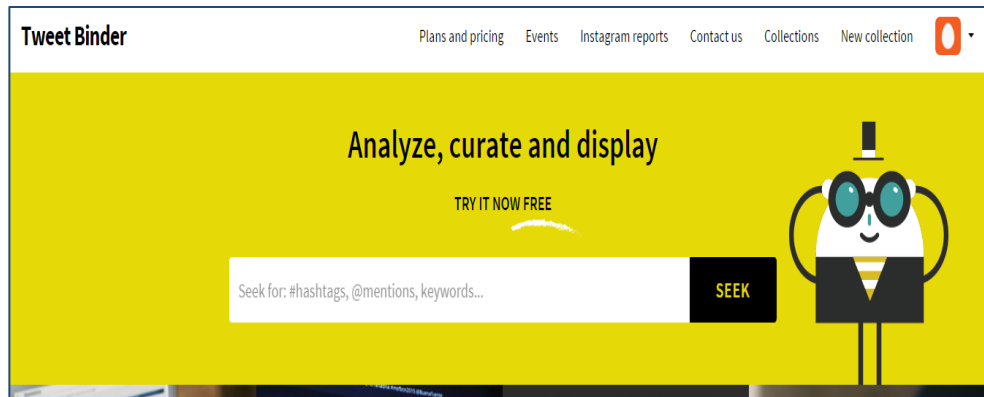 Tweet Binder
Plans and pricing Events Instagram reports Contact us Collections New collection
Analyze, curate and display
TRY IT NOW FREE
Seek for: #hashtags, @mentions, keywords...
SEEK